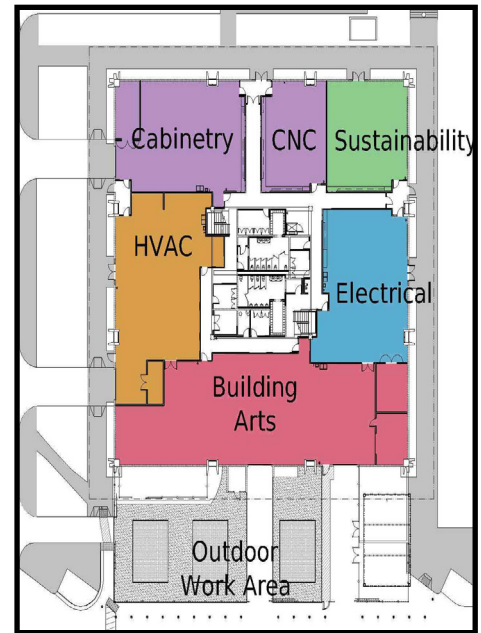 Cabinetry
CNC
Sustainability
HVAC
Electrical
Building
Arts
Outdoor
Work Area